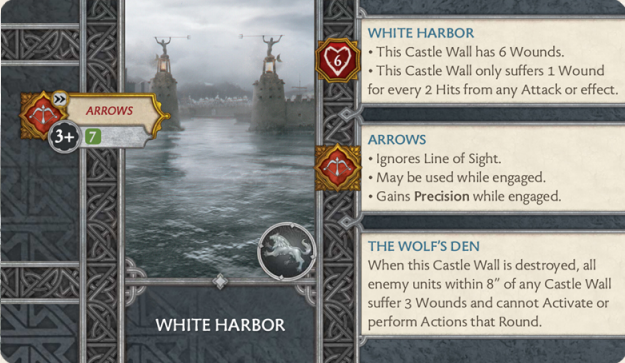 ARROWS
3+
7
WHITE HARBOR
6
WHITE HARBOR
• This Castle Wall has 6 Wounds.
• This Castle Wall only suffers 1 Wound
for every 2 Hits from any Attack or effect.
ARROWS
• Ignores Line of Sight.
• May be used while engaged.
• Gains Precision while engaged.
THE WOLF'S DEN
When this Castle Wall is destroyed, all
enemy units within 8" of any Castle Wall
suffer 3 Wounds and cannot Activate or
perform Actions that Round.